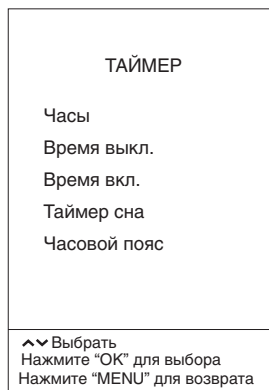 ТАЙМЕР
Часы
Время выкл.
Время вкл.
Таймер сна
Часовой пояс
Выбрать
Нажмите “OK” для выбора
Нажмите “MENU” для возврата